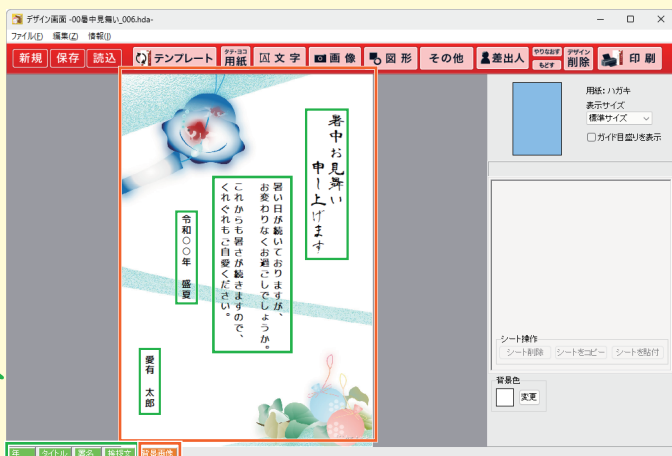 デザイン画面 -00暑中見舞い_006.hda-
ファイル(F) 編集(Z) 情報(J)
新規 保存 読込 テンプレート タテ・ヨコ 用紙 文字 画像 図形 その他 差出人 やりなおす もどす デザイン 削除 印刷
暑中お見舞い
申し上げます
暑い日が続いておりますが、
お変わりなくお過ごしでしょうか。
これからも暑さが続きますので、
くれぐれもご自愛ください。
令和〇〇年 盛夏
愛有 太郎
用紙:ハガキ
表示サイズ
標準サイズ
ガイド目盛りを表示
シート操作
シート削除 シートをコピー シートを貼付
背景色
変更
年 タイトル 署名 挨拶文 背景画像